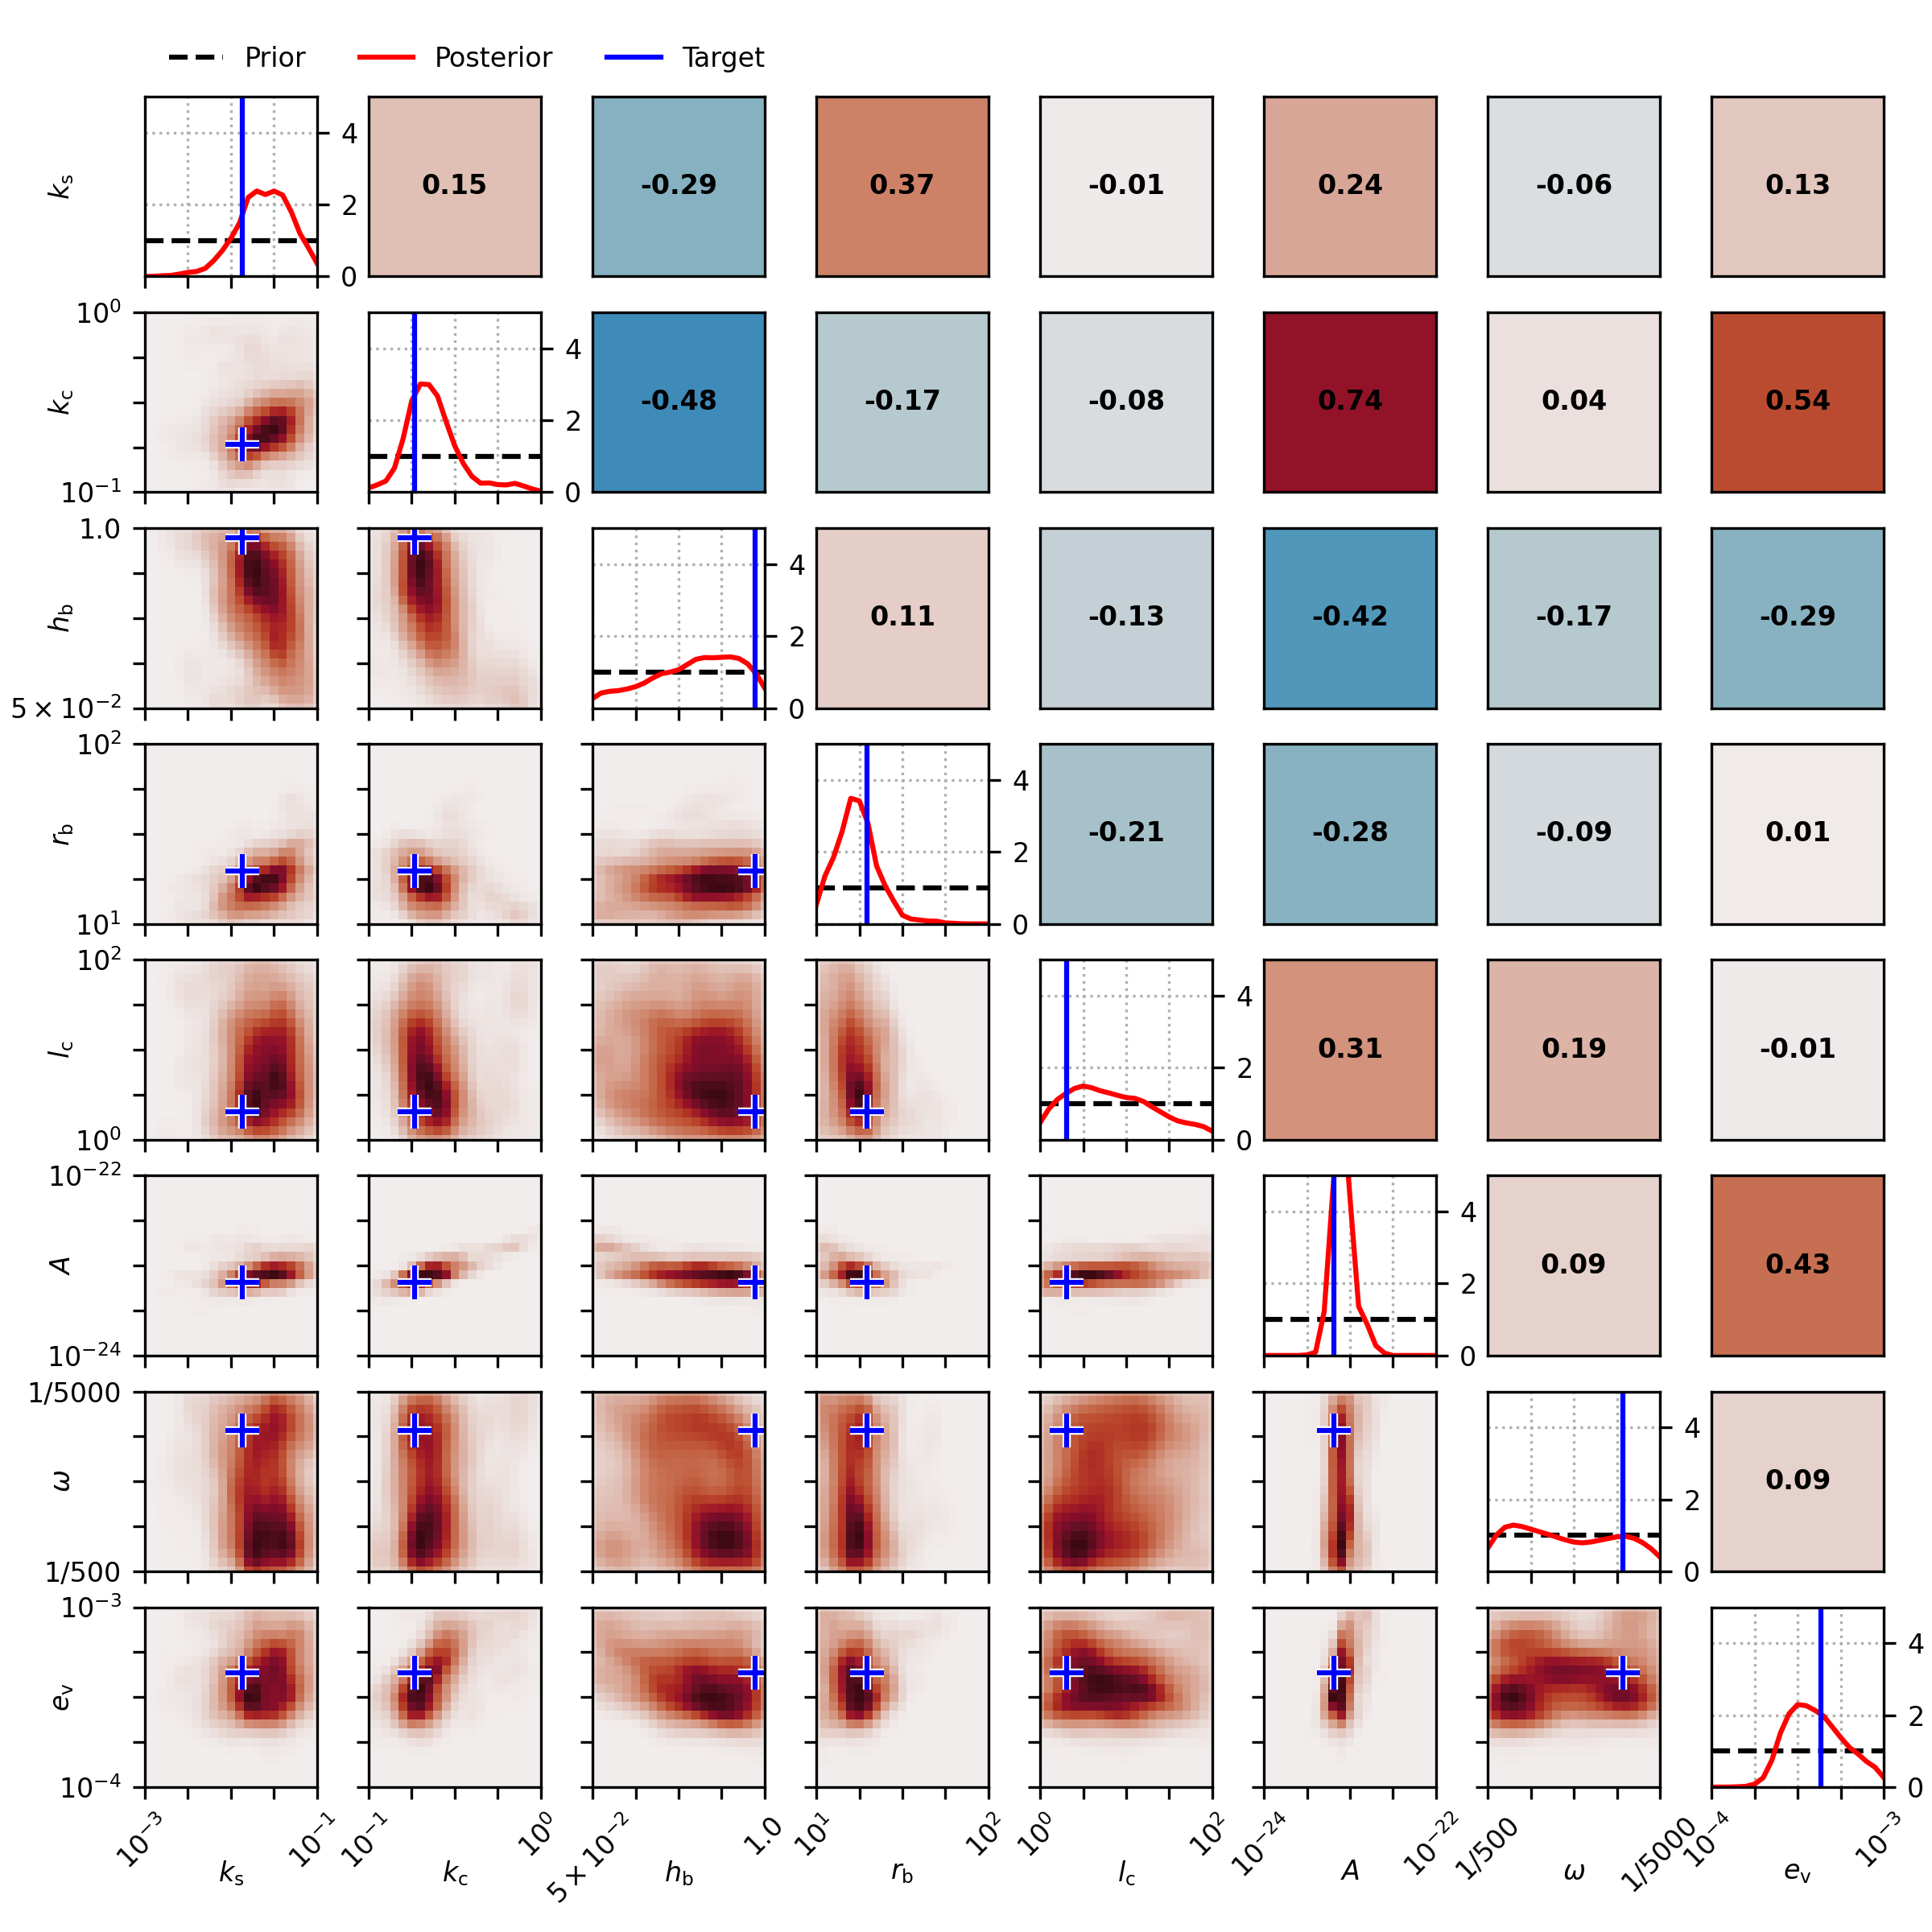 Prior Posterior Target
k_s 4 2 0 0.15 -0.29 0.37 -0.01 0.24 -0.06 0.13
10^0 k_c 10^-1 4 2 0 -0.48 -0.17 -0.08 0.74 0.04 0.54
1.0 h_b 5 × 10^-2 4 2 0 0.11 -0.13 -0.42 -0.17 -0.29
10^2 r_b 10^1 4 2 0 -0.21 -0.28 -0.09 0.01
10^2 l_c 10^0 4 2 0 0.31 0.19 -0.01
10^-22 A 10^-24 4 2 0 0.09 0.43
1/5000 ω 1/500 4 2 0 0.09
10^-3 e_v 10^-4 4 2 0
10^-3 10^-1 10^-1 10^0 5 × 10^-2 1.0 10^1 10^2 10^0 10^2 10^-24 10^-22 1/500 1/5000 10^-4 10^-3
k_s k_c h_b r_b l_c A ω e_v